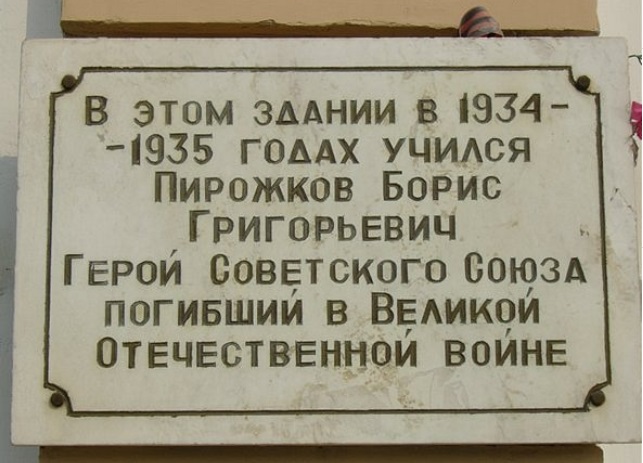 В этом здании в 1934-
-1935 годах учился
Пирожков Борис
Григорьевич
Герой Советского Союза
погибший в Великой
Отечественной войне